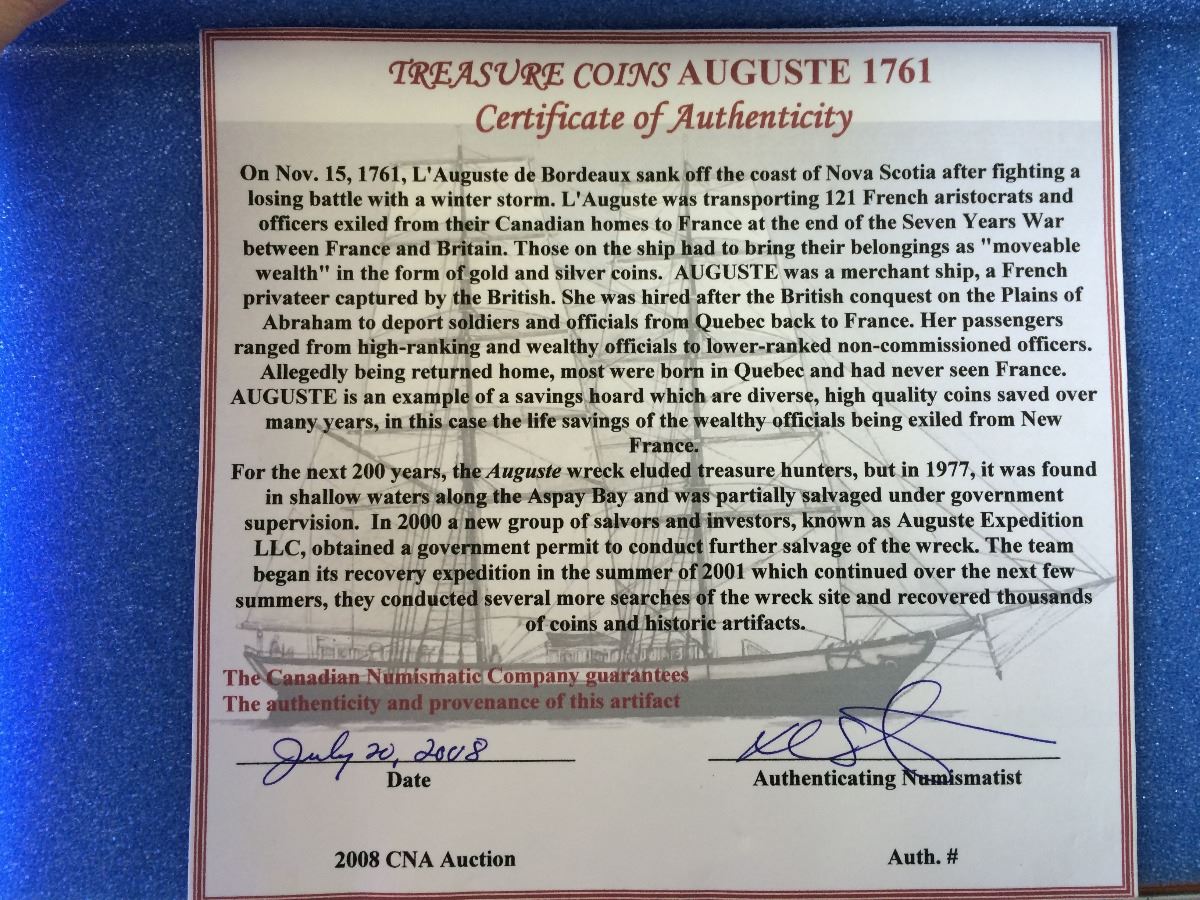 TREASURE COINS AUGUSTE 1761
Certificate of Authenticity
On Nov. 15, 1761, L'Auguste de Bordeaux sank off the coast of Nova Scotia after fighting a
losing battle with a winter storm. L'Auguste was transporting 121 French aristocrats and
officers exiled from their Canadian homes to France at the end of the Seven Years War
between France and Britain. Those on the ship had to bring their belongings as "moveable
wealth" in the form of gold and silver coins. AUGUSTE was a merchant ship, a French
privateer captured by the British. She was hired after the British conquest on the Plains of
Abraham to deport soldiers and officials from Quebec back to France. Her passengers
ranged from high-ranking and wealthy officials to lower-ranked non-commissioned officers.
Allegedly being returned home, most were born in Quebec and had never seen France.
AUGUSTE is an example of a savings hoard which are diverse, high quality coins saved over
many years, in this case the life savings of the wealthy officials being exiled from New
France.
For the next 200 years, the Auguste wreck eluded treasure hunters, but in 1977, it was found
in shallow waters along the Aspay Bay and was partially salvaged under government
supervision. In 2000 a new group of salvors and investors, known as Auguste Expedition
LLC, obtained a government permit to conduct further salvage of the wreck. The team
began its recovery expedition in the summer of 2001 which continued over the next few
summers, they conducted several more searches of the wreck site and recovered thousands
of coins and historic artifacts.
The Canadian Numismatic Company guarantees
The authenticity and provenance of this artifact
July 20, 2008
Date
Authenticating Numismatist
2008 CNA Auction
Auth. #